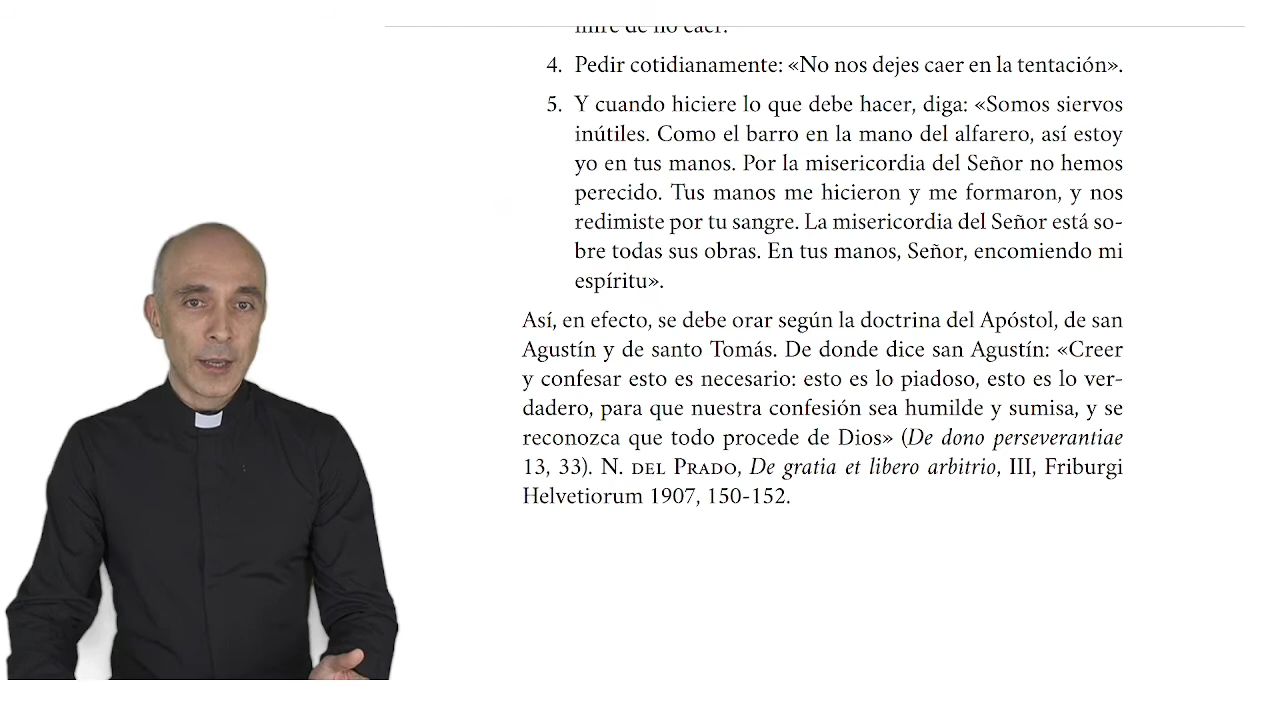 mire de no caer.
4. Pedir cotidianamente: «No nos dejes caer en la tentación».
5. Y cuando hiciere lo que debe hacer, diga: «Somos siervos
inútiles. Como el barro en la mano del alfarero, así estoy
yo en tus manos. Por la misericordia del Señor no hemos
perecido. Tus manos me hicieron y me formaron, y nos
redimiste por tu sangre. La misericordia del Señor está so-
bre todas sus obras. En tus manos, Señor, encomiendo mi
espíritu».
Así, en efecto, se debe orar según la doctrina del Apóstol, de san
Agustín y de santo Tomás. De donde dice san Agustín: «Creer
y confesar esto es necesario: esto es lo piadoso, esto es lo ver-
dadero, para que nuestra confesión sea humilde y sumisa, y se
reconozca que todo procede de Dios» (De dono perseverantiae
13, 33). N. DEL PRADO, De gratia et libero arbitrio, III, Friburgi
Helvetiorum 1907, 150-152.